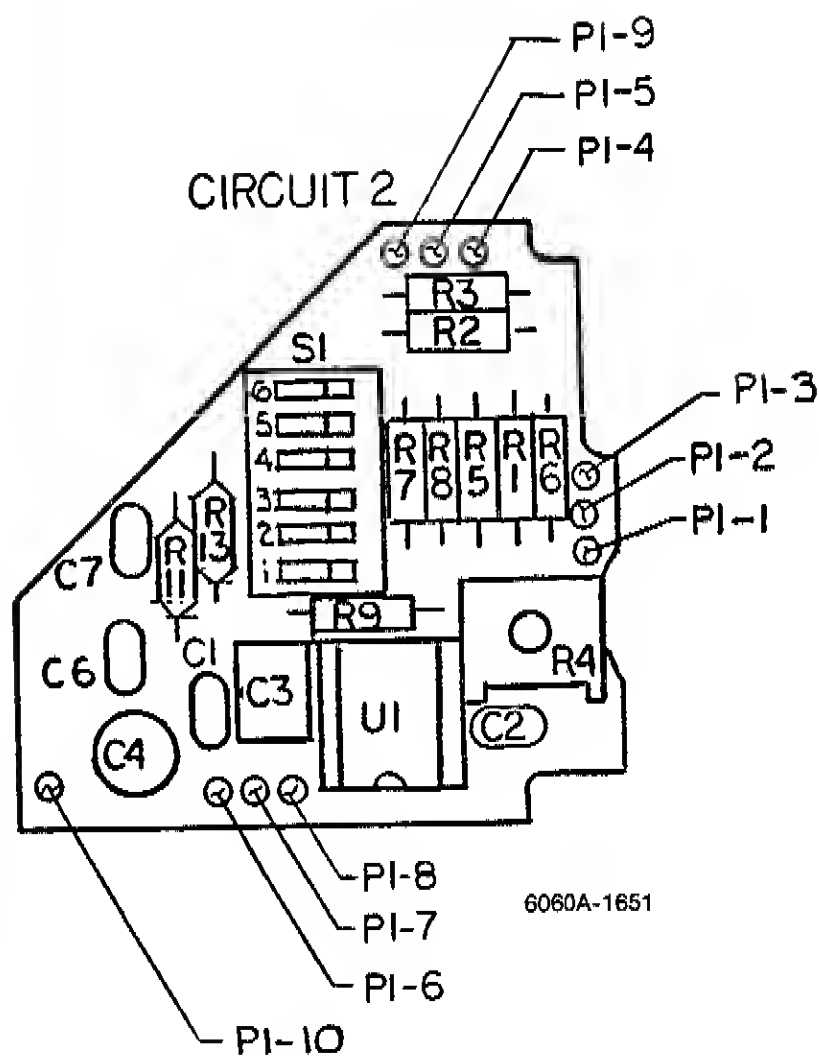 P1-9
P1-5
P1-4
CIRCUIT 2
R3
R2
S1
6
5
4
3
2
1
R7
R8
R5
R1
R6
P1-3
P1-2
P1-1
C7
R11
R13
R9
R4
C6
C1
C3
U1
C2
C4
P1-8
P1-7
P1-6
P1-10
6060A-1651